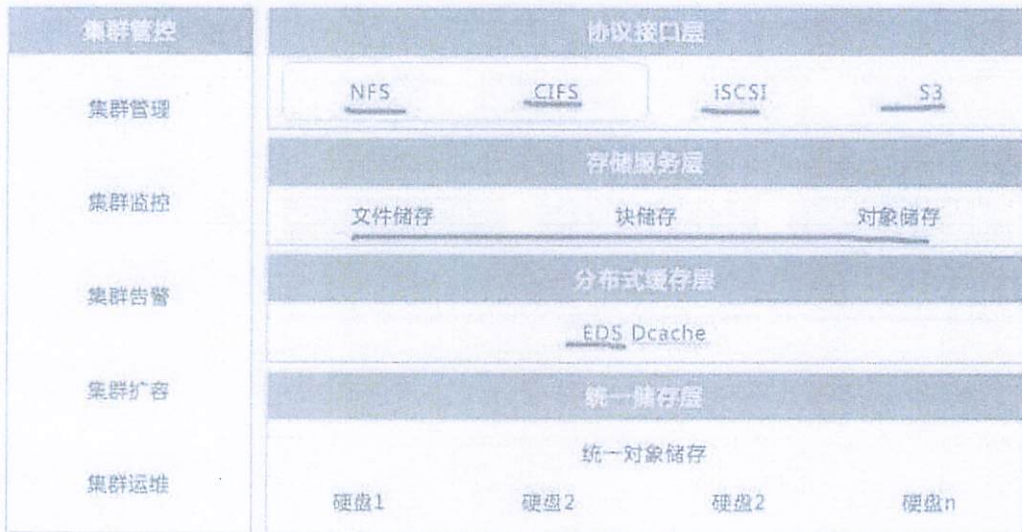 集群管控
集群管理
集群监控
集群告警
集群扩容
集群运维
协议接口层
NFS CIFS iSCSI S3
存储服务层
文件储存 块储存 对象储存
分布式缓存层
EDS Dcache
统一储存层
统一对象储存
硬盘1 硬盘2 硬盘2 硬盘n